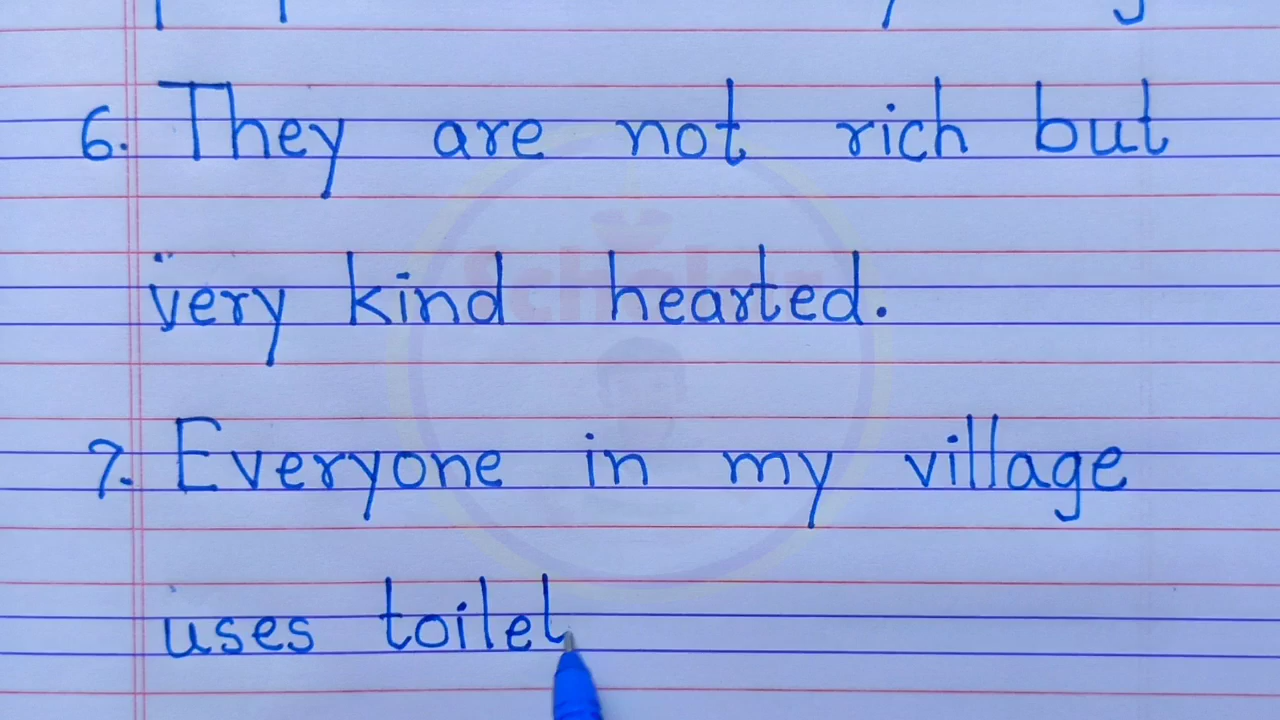 6. They are not rich but
very kind hearted.
7. Everyone in my village
uses toilet